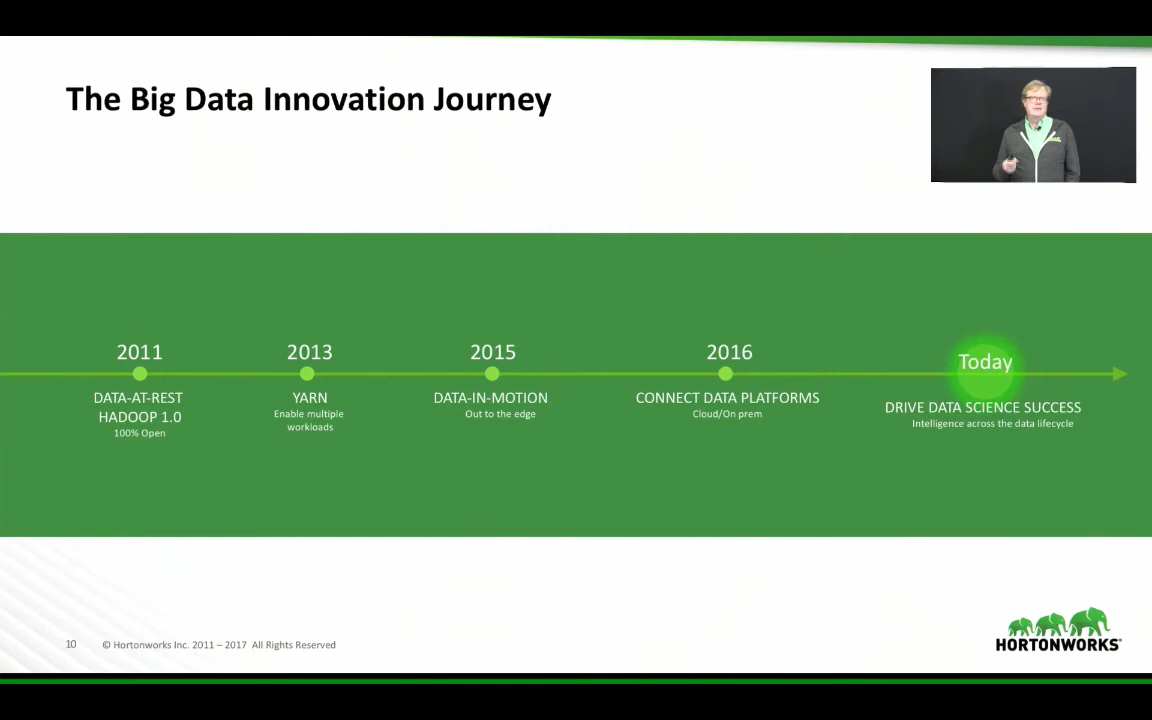 The Big Data Innovation Journey
2011
DATA-AT-REST
HADOOP 1.0
100% Open
2013
YARN
Enable multiple
workloads
2015
DATA-IN-MOTION
Out to the edge
2016
CONNECT DATA PLATFORMS
Cloud/On prem
Today
DRIVE DATA SCIENCE SUCCESS
Intelligence across the data lifecycle
10
© Hortonworks Inc. 2011 – 2017 All Rights Reserved
HORTONWORKS®